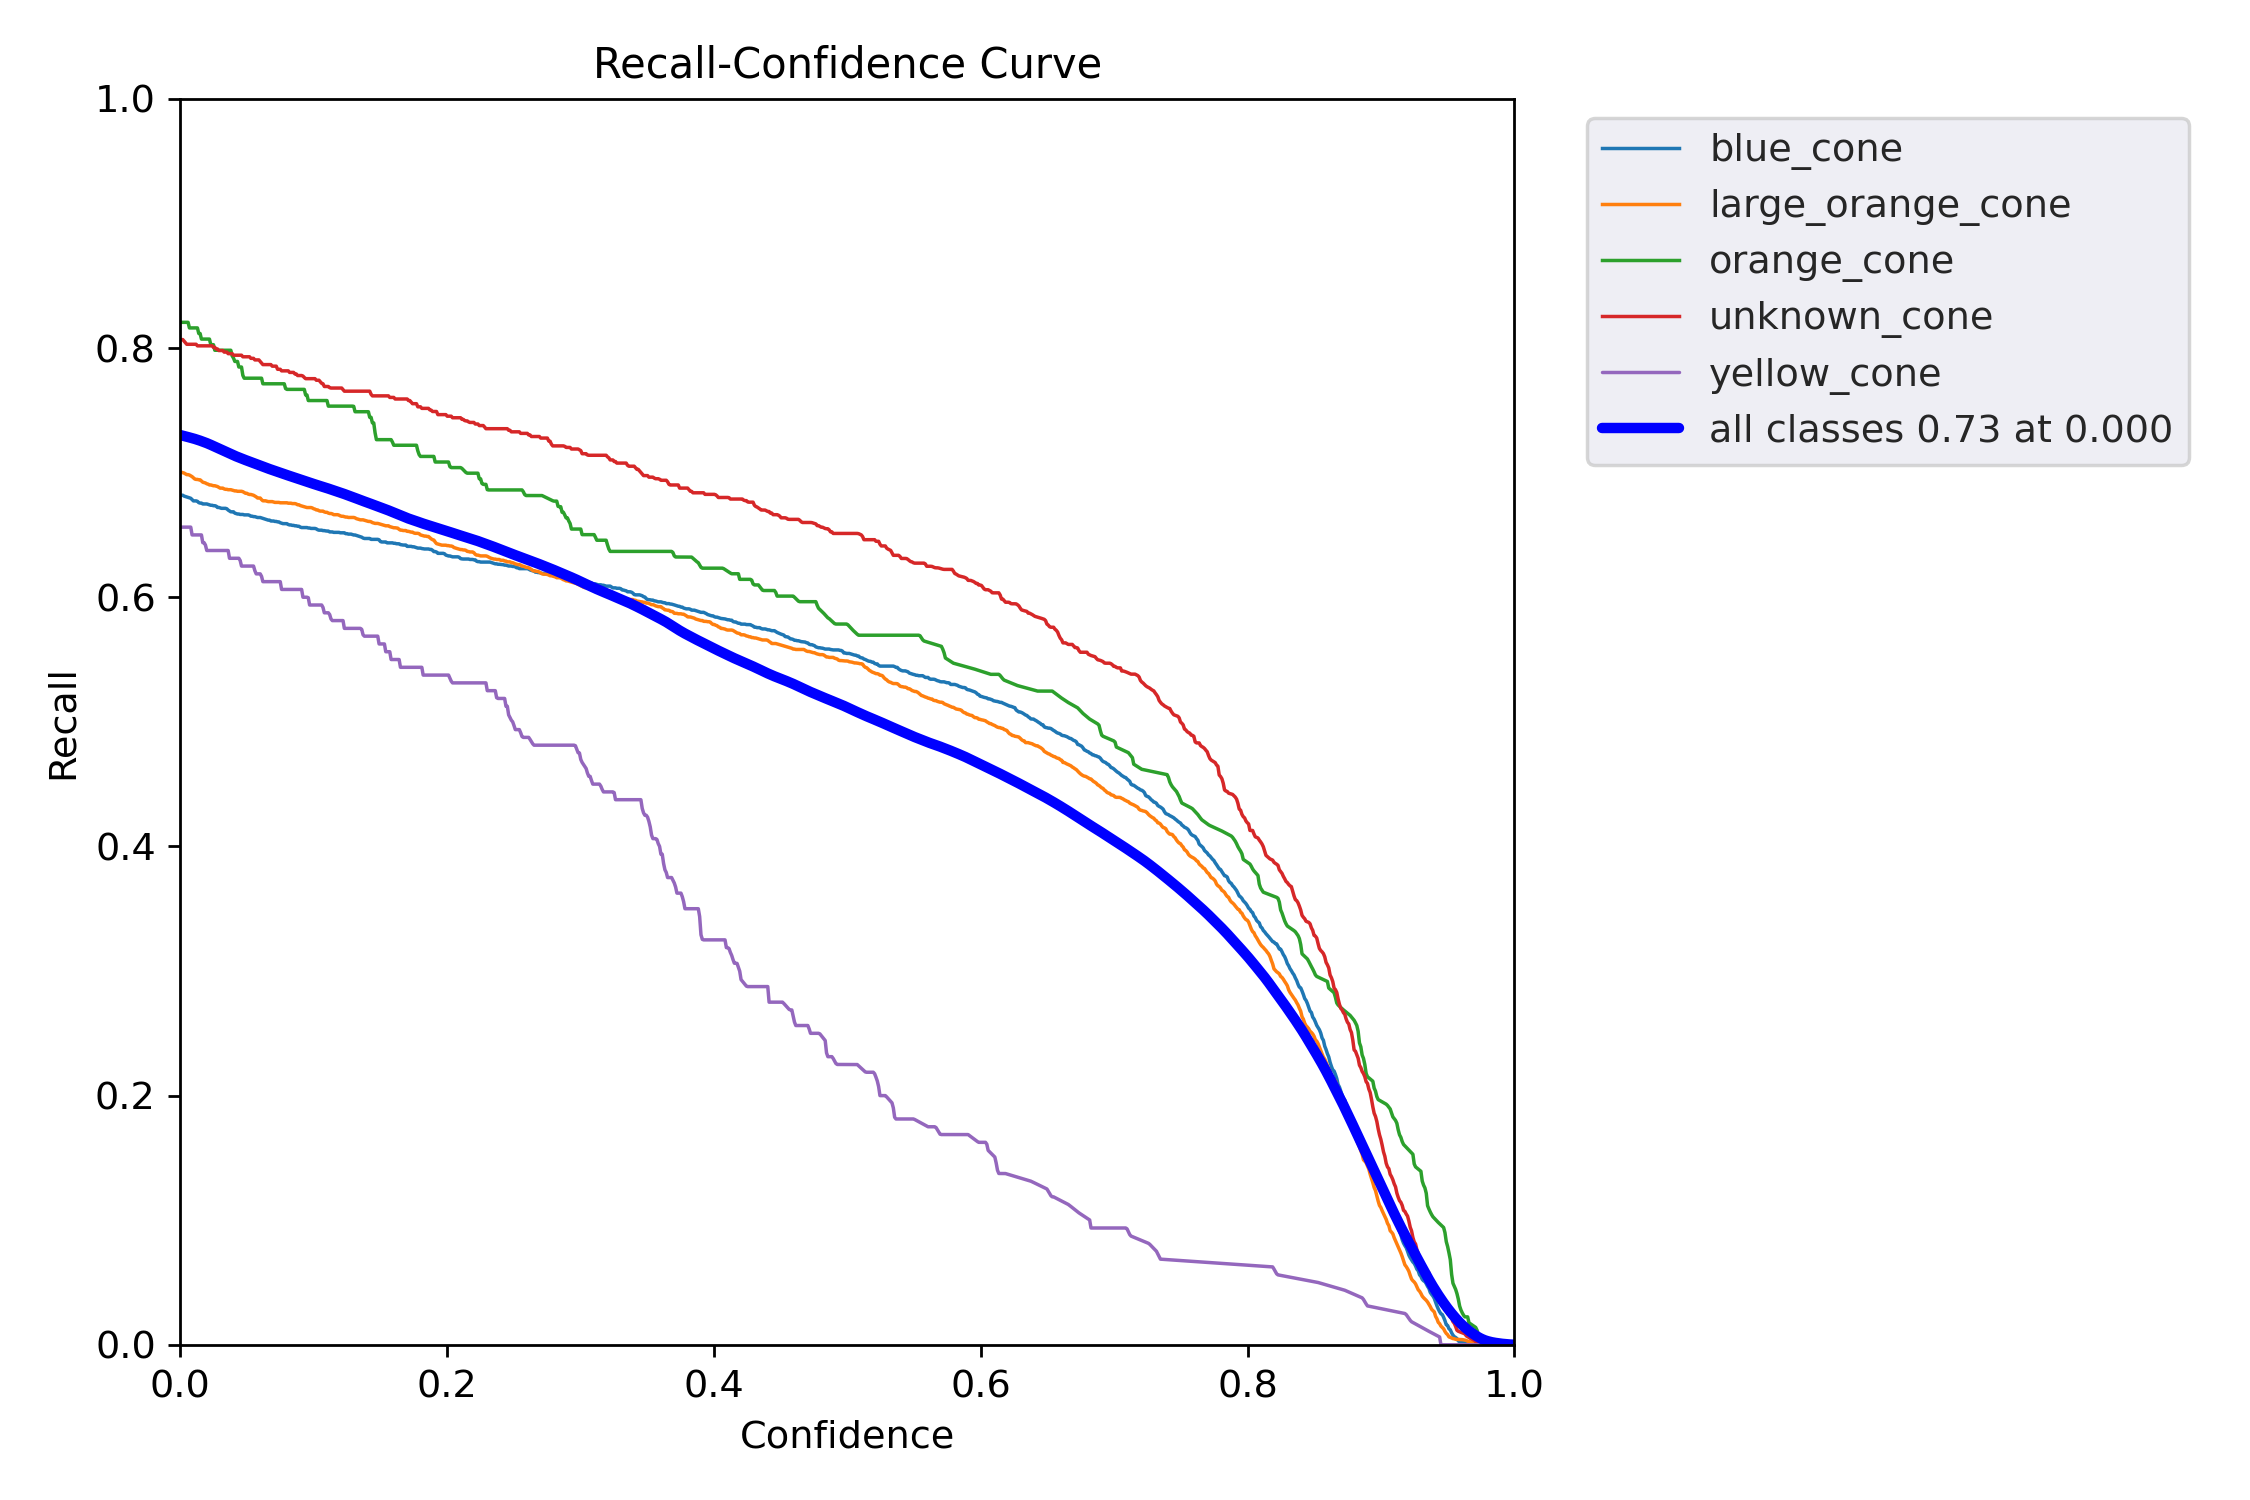 Recall-Confidence Curve
1.0
0.8
0.6
0.4
0.2
0.0
Recall
0.0 0.2 0.4 0.6 0.8 1.0
Confidence
blue_cone
large_orange_cone
orange_cone
unknown_cone
yellow_cone
all classes 0.73 at 0.000